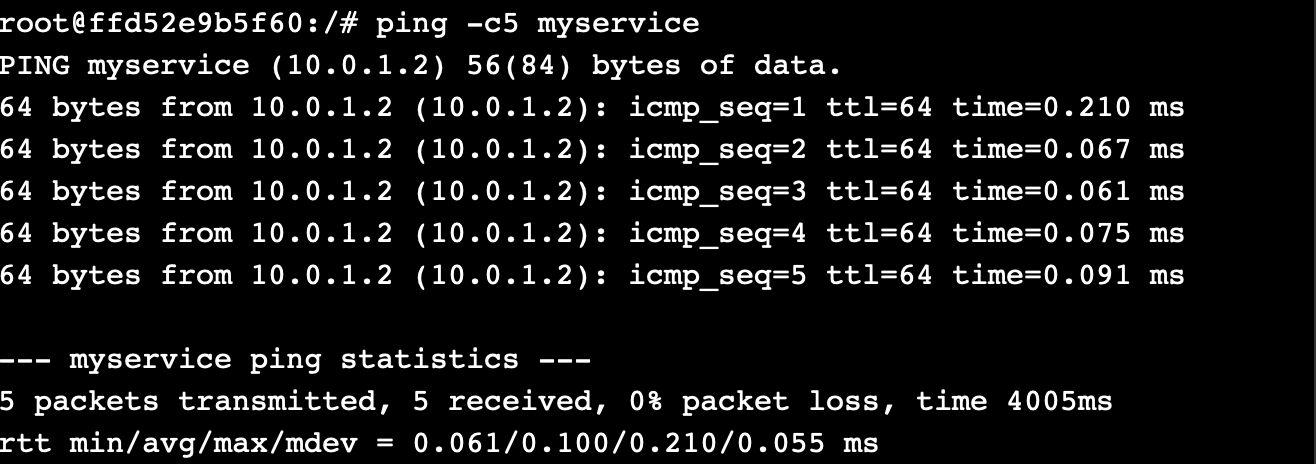 root@ffd52e9b5f60:/# ping -c5 myservice
PING myservice (10.0.1.2) 56(84) bytes of data.
64 bytes from 10.0.1.2 (10.0.1.2): icmp_seq=1 ttl=64 time=0.210 ms
64 bytes from 10.0.1.2 (10.0.1.2): icmp_seq=2 ttl=64 time=0.067 ms
64 bytes from 10.0.1.2 (10.0.1.2): icmp_seq=3 ttl=64 time=0.061 ms
64 bytes from 10.0.1.2 (10.0.1.2): icmp_seq=4 ttl=64 time=0.075 ms
64 bytes from 10.0.1.2 (10.0.1.2): icmp_seq=5 ttl=64 time=0.091 ms
--- myservice ping statistics ---
5 packets transmitted, 5 received, 0% packet loss, time 4005ms
rtt min/avg/max/mdev = 0.061/0.100/0.210/0.055 ms